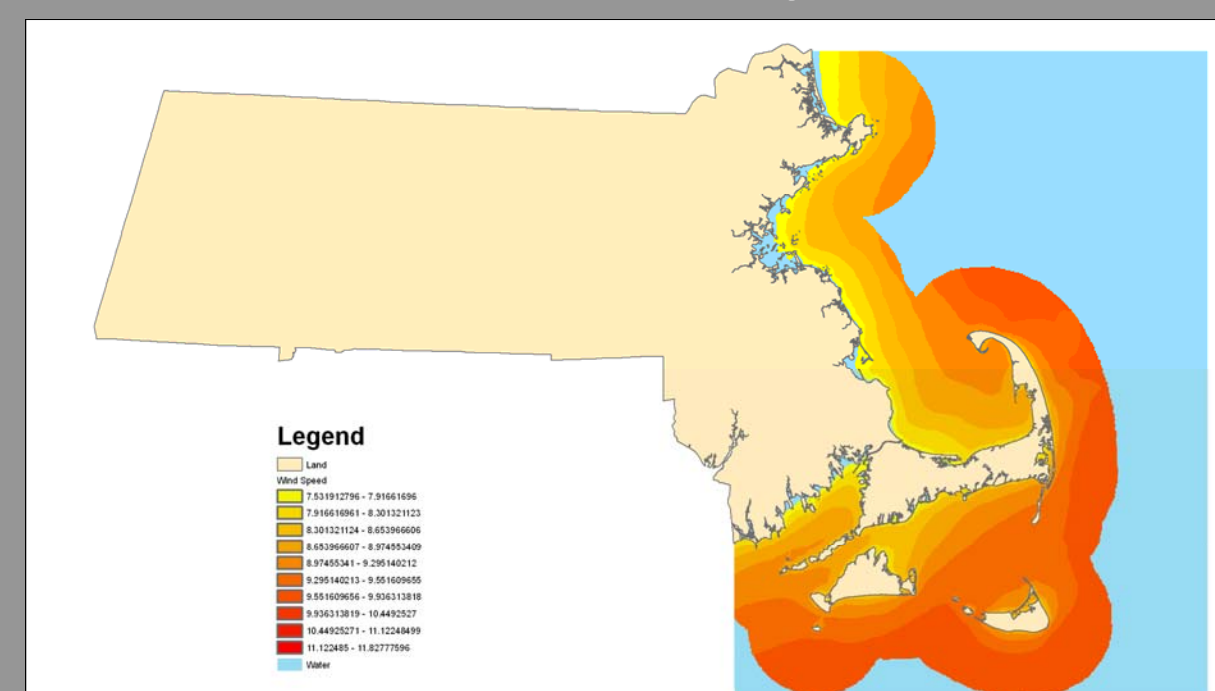 Legend
Land
Wind Speed
7.531912796 - 7.91661696
7.916616961 - 8.301321123
8.301321124 - 8.653966606
8.653966607 - 8.974553409
8.97455341 - 9.295140212
9.295140213 - 9.551609655
9.551609656 - 9.936313818
9.936313819 - 10.4492527
10.44925271 - 11.12248499
11.122485 - 11.82777596
Water